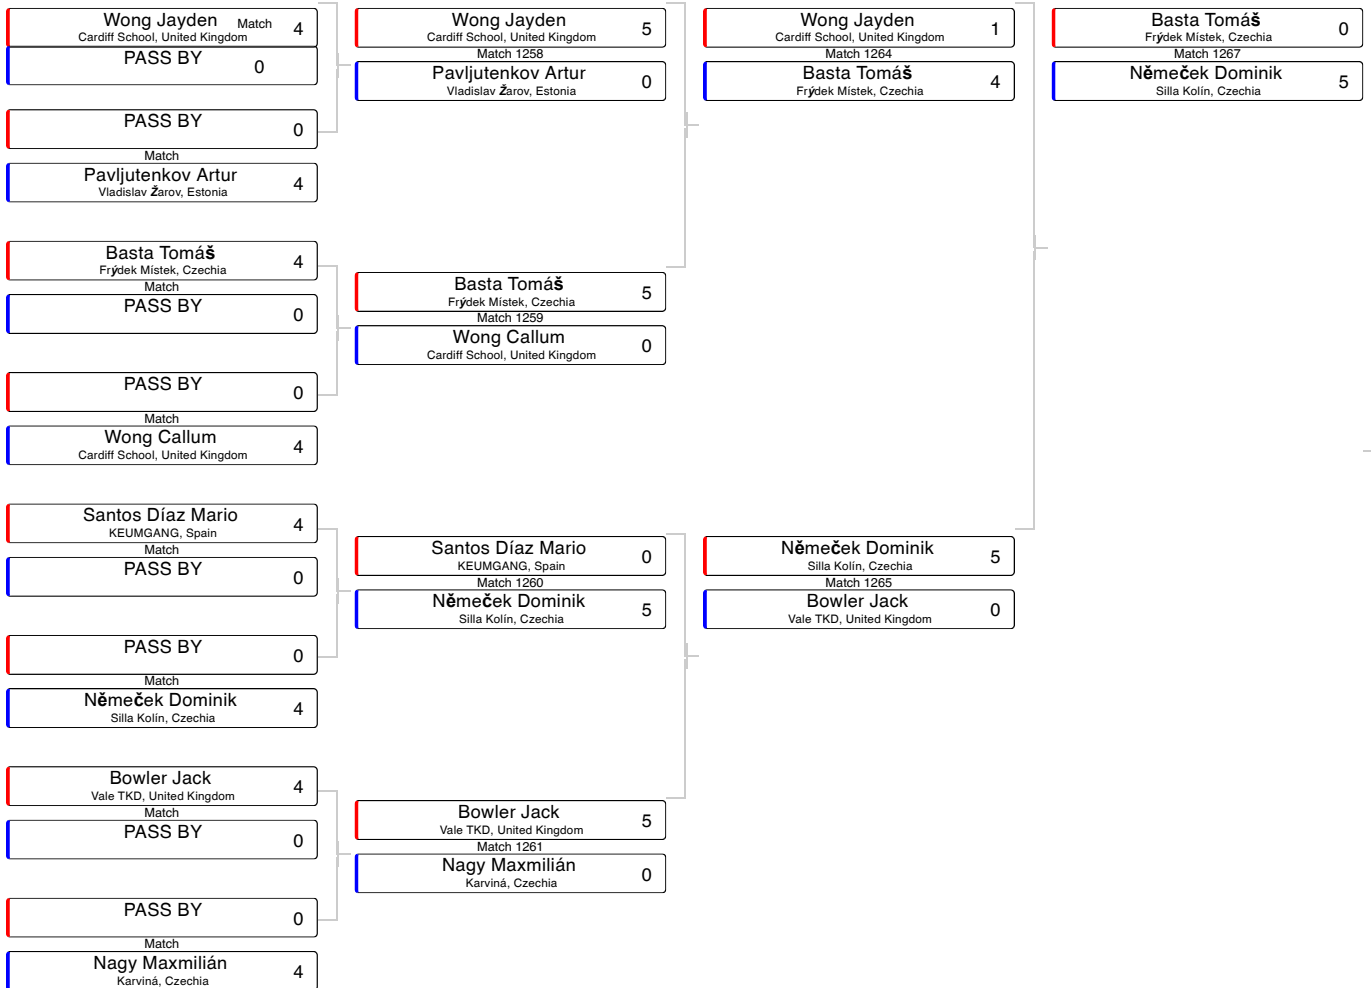 Wong Jayden
Match
4
Cardiff School, United Kingdom
PASS BY
0
PASS BY
0
Match
Pavljutenkov Artur
4
Vladislav Žarov, Estonia
Basta Tomáš
4
Frýdek Místek, Czechia
Match
PASS BY
0
PASS BY
0
Match
Wong Callum
4
Cardiff School, United Kingdom
Santos Díaz Mario
4
KEUMGANG, Spain
Match
PASS BY
0
PASS BY
0
Match
Němeček Dominik
4
Silla Kolín, Czechia
Bowler Jack
4
Vale TKD, United Kingdom
Match
PASS BY
0
PASS BY
0
Match
Nagy Maxmilián
4
Karviná, Czechia
Wong Jayden
5
Cardiff School, United Kingdom
Match 1258
Pavljutenkov Artur
0
Vladislav Žarov, Estonia
Basta Tomáš
5
Frýdek Místek, Czechia
Match 1259
Wong Callum
0
Cardiff School, United Kingdom
Santos Díaz Mario
0
KEUMGANG, Spain
Match 1260
Němeček Dominik
5
Silla Kolín, Czechia
Bowler Jack
5
Vale TKD, United Kingdom
Match 1261
Nagy Maxmilián
0
Karviná, Czechia
Wong Jayden
1
Cardiff School, United Kingdom
Match 1264
Basta Tomáš
4
Frýdek Místek, Czechia
Němeček Dominik
5
Silla Kolín, Czechia
Match 1265
Bowler Jack
0
Vale TKD, United Kingdom
Basta Tomáš
0
Frýdek Místek, Czechia
Match 1267
Němeček Dominik
5
Silla Kolín, Czechia